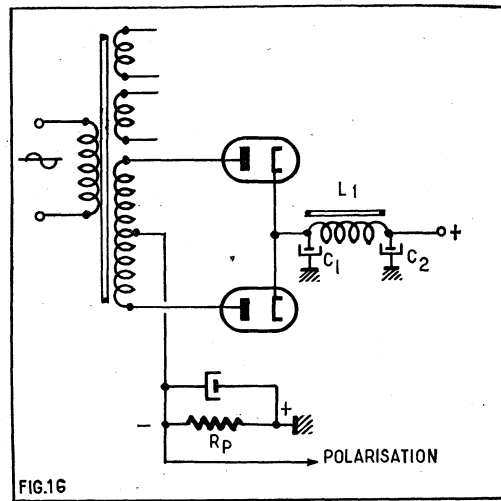 L1
+
C1
C2
- +
RP
POLARISATION
FIG.16